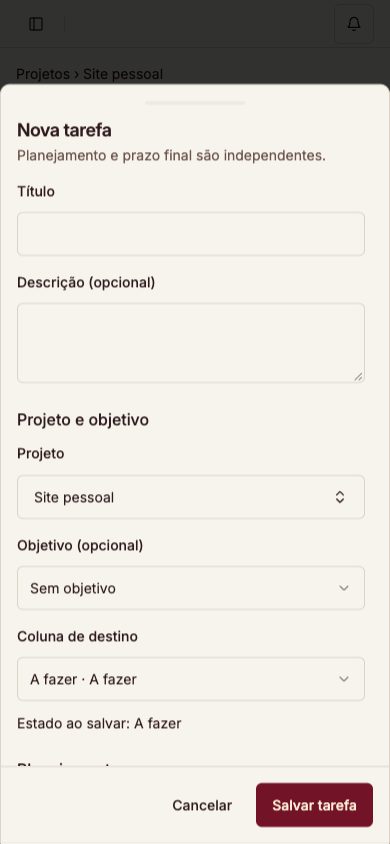 Projetos › Site pessoal
Nova tarefa
Planejamento e prazo final são independentes.
Título
Descrição (opcional)
Projeto e objetivo
Projeto
Site pessoal
Objetivo (opcional)
Sem objetivo
Coluna de destino
A fazer · A fazer
Estado ao salvar: A fazer
Cancelar
Salvar tarefa